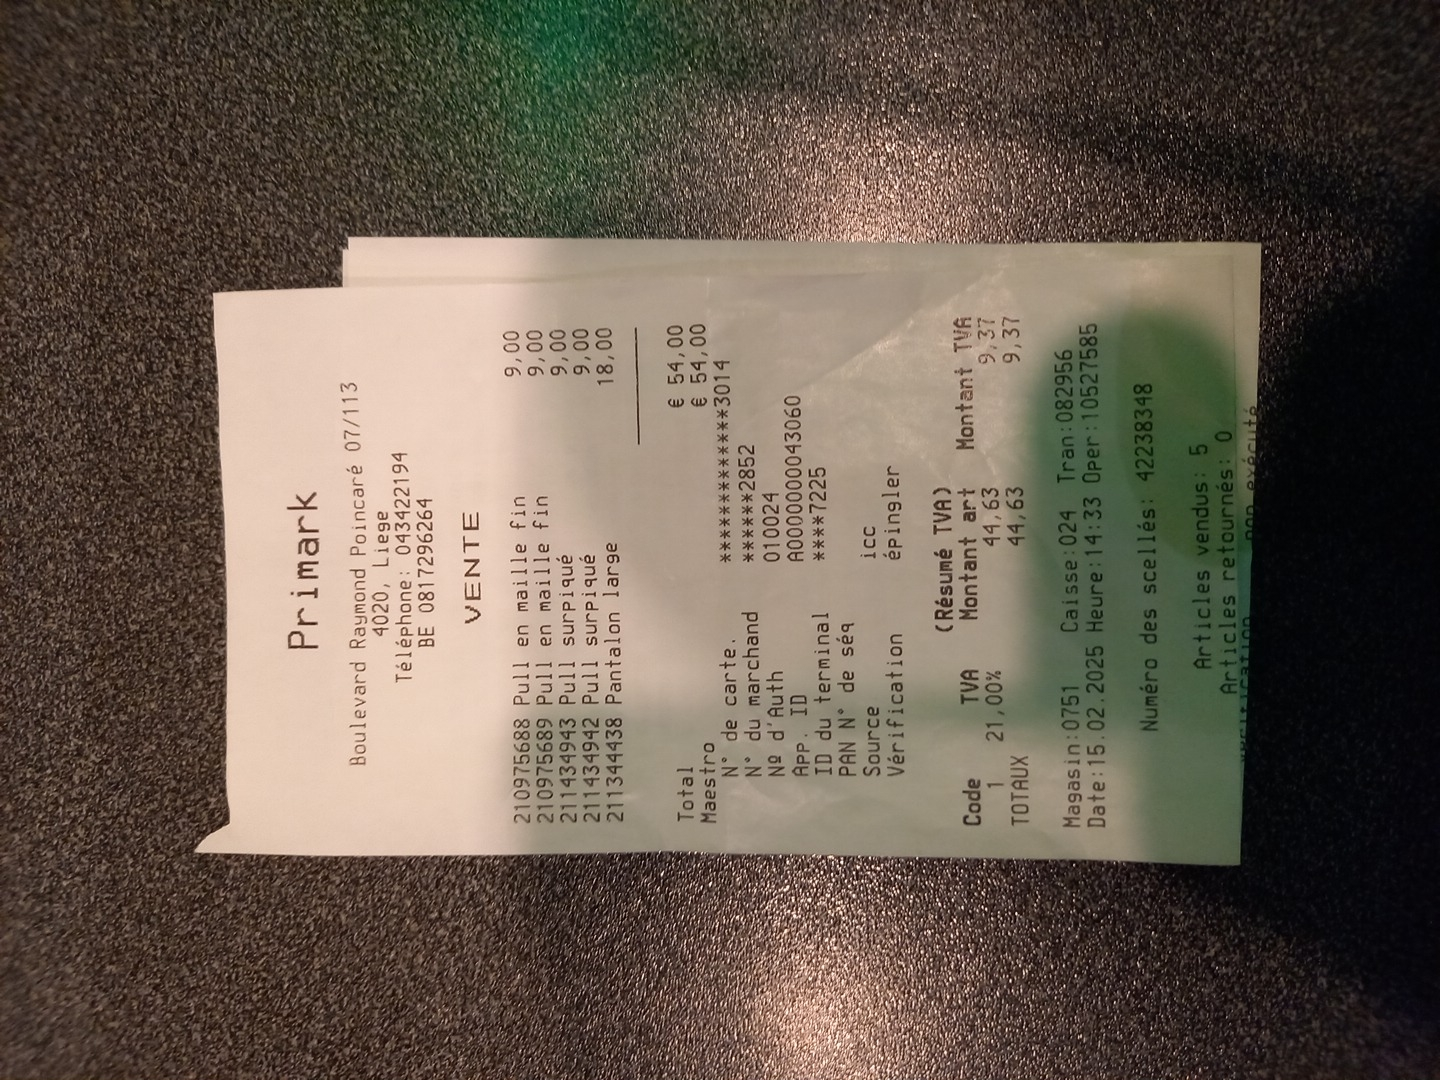 Primark
Boulevard Raymond Poincaré 07/113
4020, Liege
Téléphone: 043422194
BE 0817296264
VENTE
210975688 Pull en maille fin 9,00
210975689 Pull en maille fin 9,00
211434943 Pull surpiqué 9,00
211434942 Pull surpiqué 9,00
211344438 Pantalon large 18,00
Total € 54,00
Maestro € 54,00
N° de carte. ***************3014
N° du marchand ******2852
Nº d'Auth 010024
App. ID A0000000043060
ID du terminal ****7225
PAN N° de séq
Source icc
Vérification épingler
(Résumé TVA)
Code TVA Montant art Montant TVA
1 21,00% 44,63 9,37
TOTAUX 44,63 9,37
Magasin:0751 Caisse:024 Tran:082956
Date:15.02.2025 Heure:14:33 Oper:10527585
Numéro des scellés: 42238348
Articles vendus: 5
Articles retournés: 0